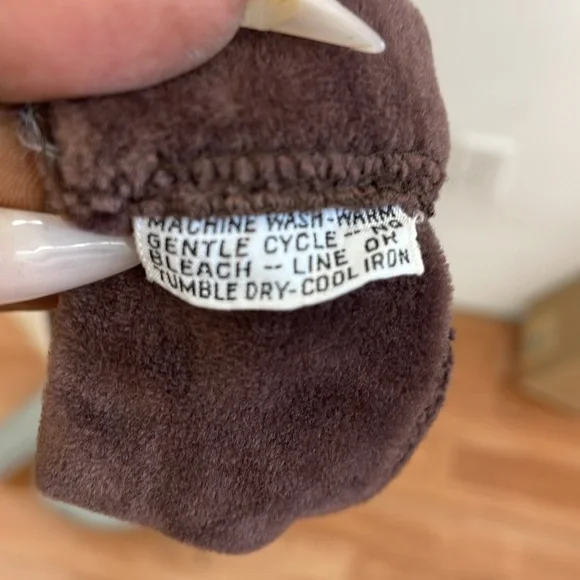 MACHINE WASH-WARM
GENTLE CYCLE -- NO
BLEACH -- LINE OR
TUMBLE DRY-COOL IRON